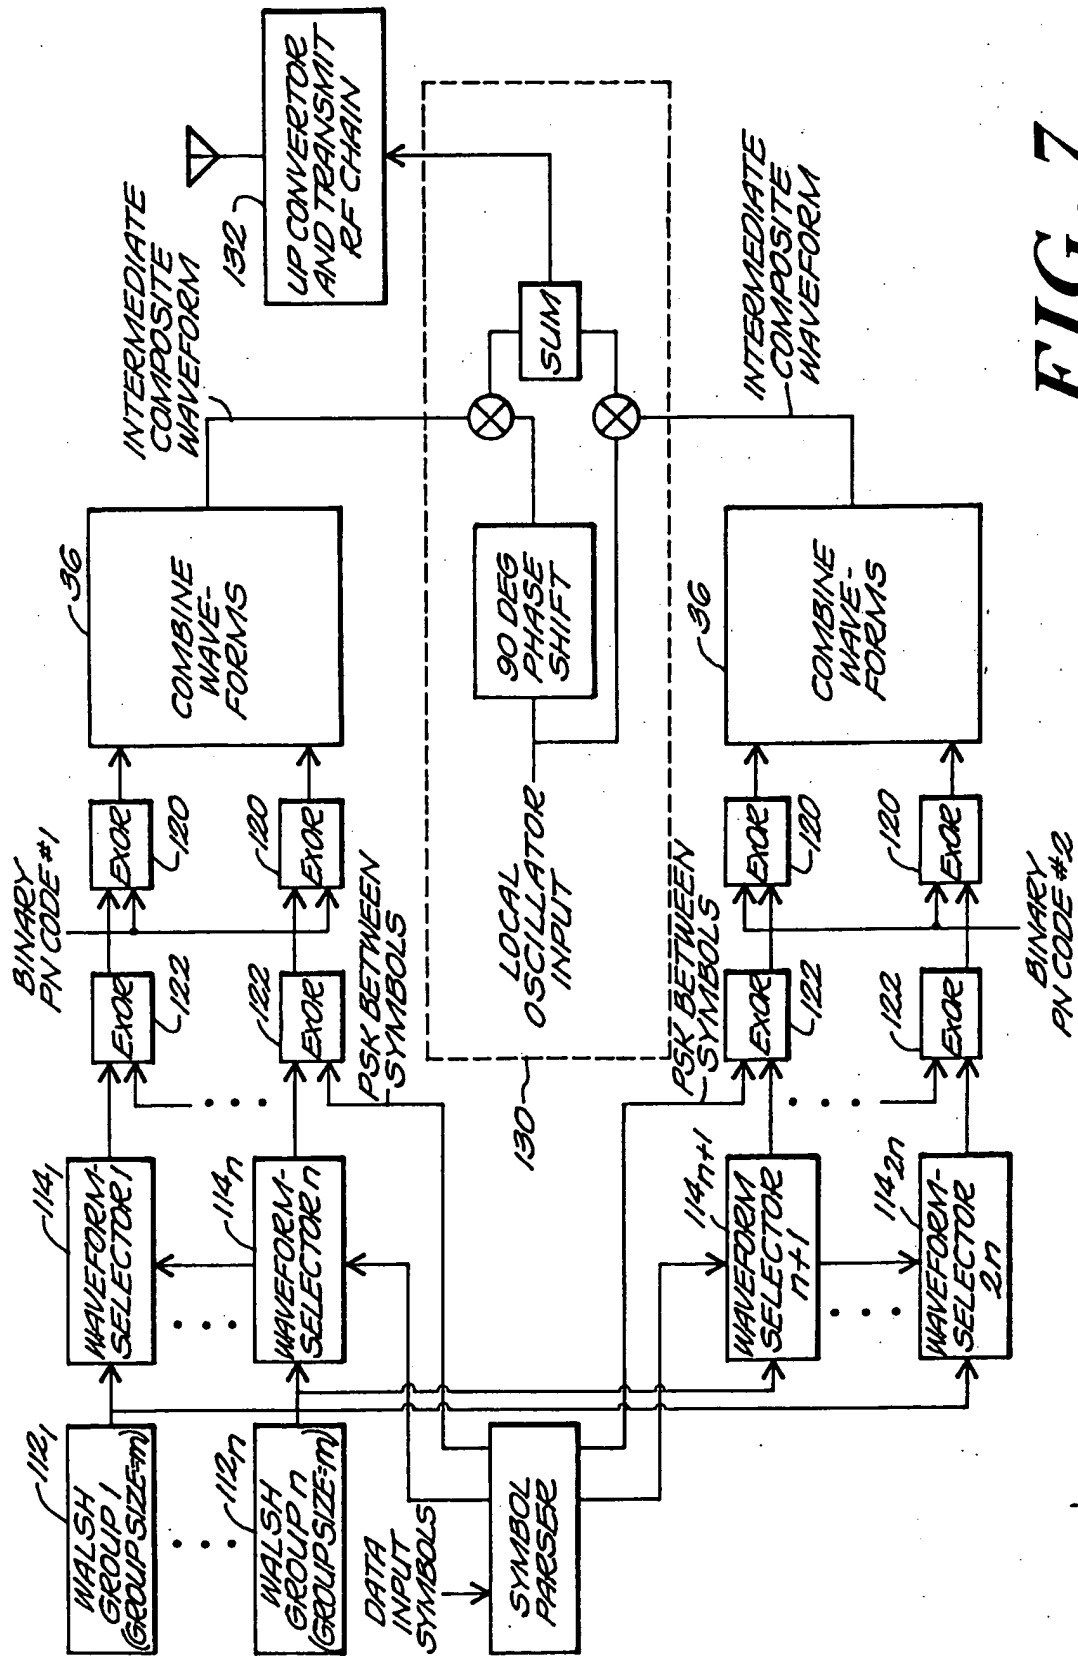 WALSH
GROUP 1
(GROUP SIZE=m)
112₁
WALSH
GROUP n
(GROUP SIZE=m)
112ₙ
DATA
INPUT
SYMBOLS
SYMBOL
PARSER
WAVEFORM-
SELECTOR 1
114₁
WAVEFORM-
SELECTOR n
114ₙ
WAVEFORM
SELECTOR
n+1
114ₙ₊₁
WAVEFORM-
SELECTOR
2n
114₂ₙ
EXOR
122
EXOR
122
PSK BETWEEN
SYMBOLS
PSK BETWEEN
SYMBOLS
EXOR
122
EXOR
122
BINARY
PN CODE #1
EXOR
120
EXOR
120
EXOR
120
EXOR
120
BINARY
PN CODE #2
130
LOCAL
OSCILLATOR
INPUT
90 DEG
PHASE
SHIFT
SUM
COMBINE
WAVE-
FORMS
36
COMBINE
WAVE-
FORMS
36
INTERMEDIATE
COMPOSITE
WAVEFORM
INTERMEDIATE
COMPOSITE
WAVEFORM
132
UP CONVERTOR
AND TRANSMIT
RF CHAIN
FIG. 7